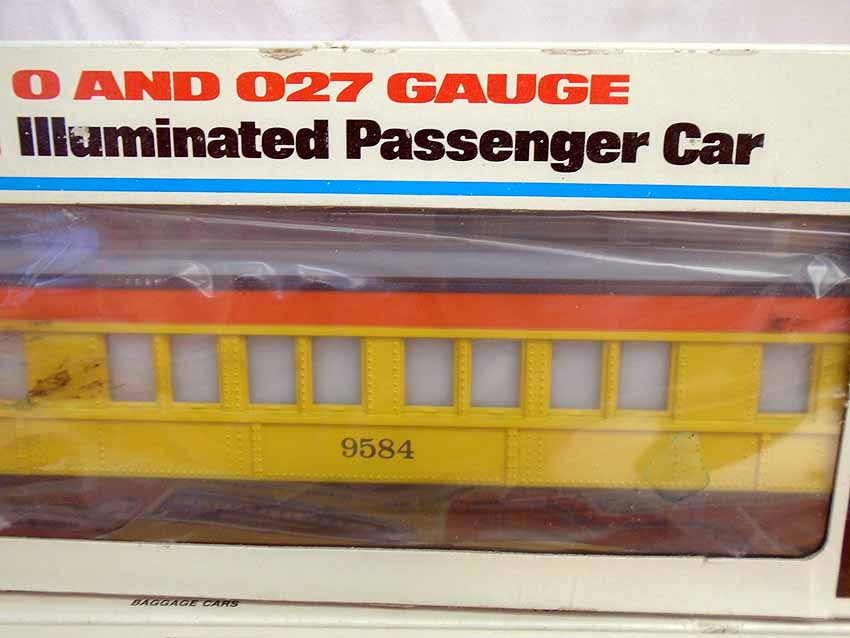 O AND O27 GAUGE
Illuminated Passenger Car
9584
BAGGAGE CARS